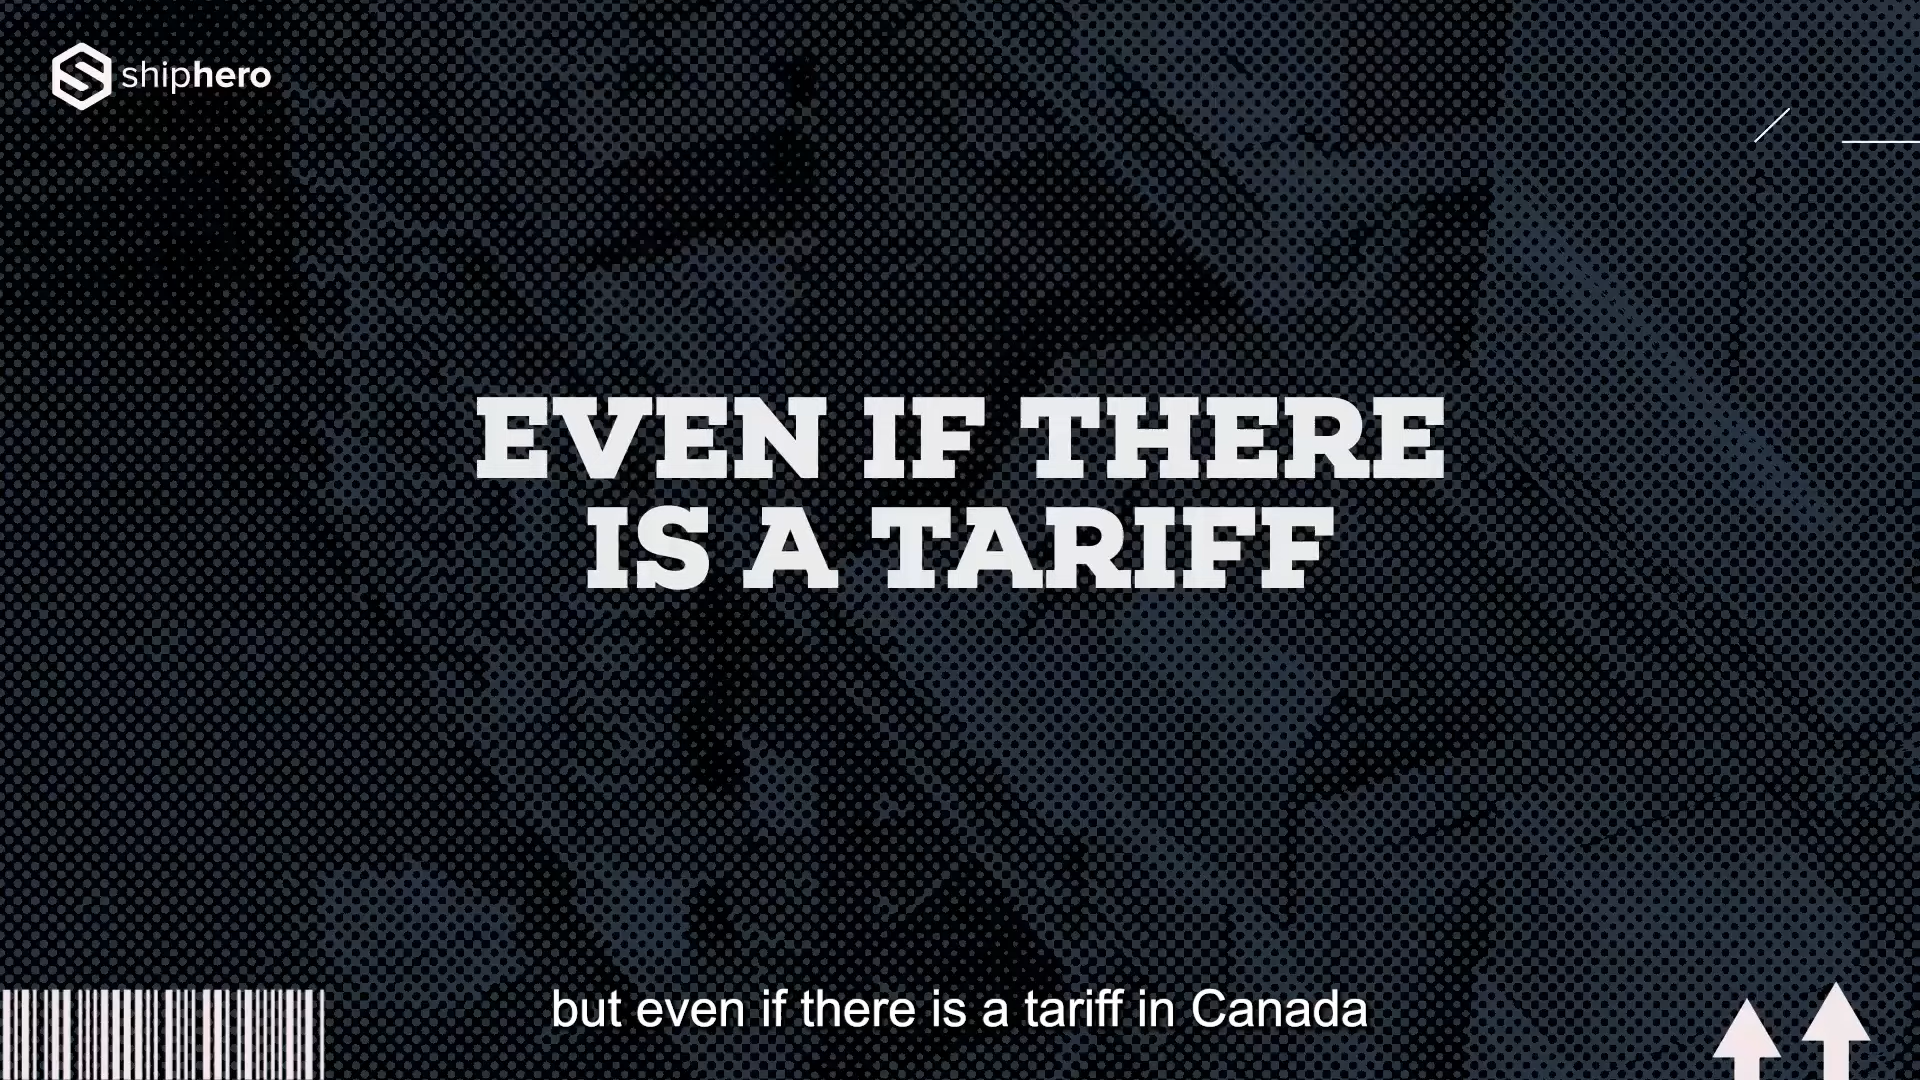 shiphero
EVEN IF THERE
IS A TARIFF
but even if there is a tariff in Canada